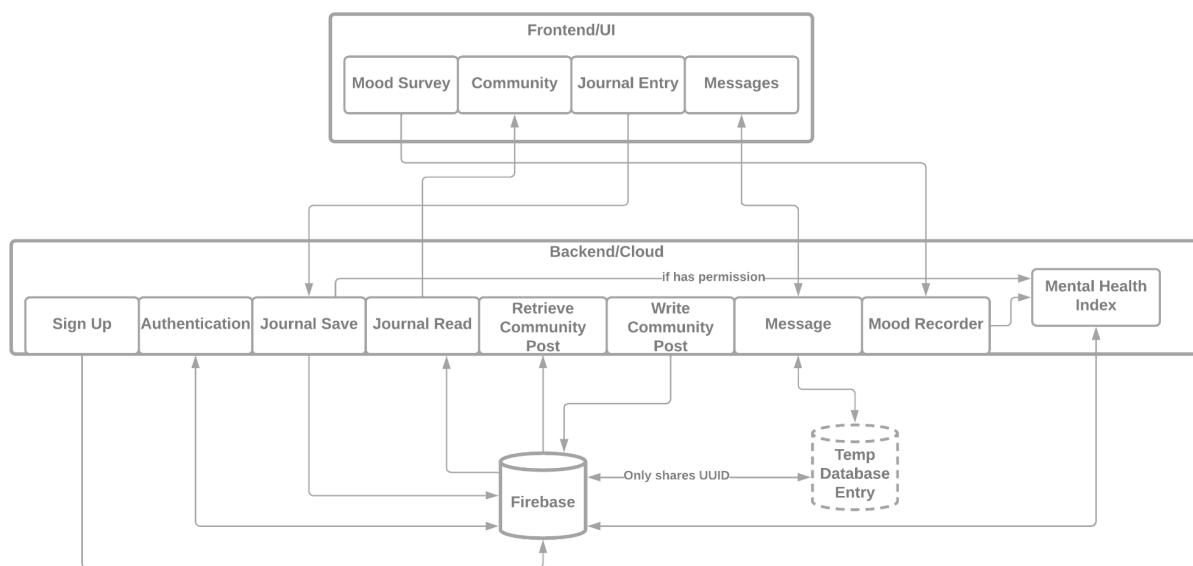 Frontend/UI
Mood Survey
Community
Journal Entry
Messages
Backend/Cloud
if has permission
Mental Health
Index
Sign Up
Authentication
Journal Save
Journal Read
Retrieve
Community
Post
Write
Community
Post
Message
Mood Recorder
Temp
Database
Entry
Only shares UUID
Firebase